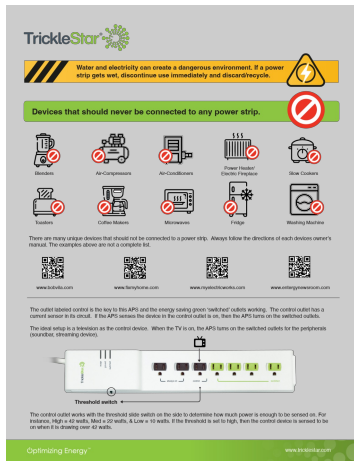 TrickleStar®
Water and electricity can create a dangerous environment. If a power
strip gets wet, discontinue use immediately and discard/recycle.
Devices that should never be connected to any power strip.
Blenders
Air-Compressors
Air-Conditioners
Power Heater/
Electric Fireplace
Slow Cookers
Toasters
Coffee Makers
Microwaves
Fridge
Washing Machine
There are many unique devices that should not be connected to a power strip. Always follow the directions of each devices owner's
manual. The examples above are not a complete list.
www.bobvila.com
www.myelectricworks.com
www.entergynewsroom.com
The outlet labeled control is the key to this APS and the energy saving green 'switched' outlets working. The control outlet has a
current sensor in its circuit. If the APS senses the device in the control outlet is on, then the APS turns on the switched outlets.
The ideal setup is a television as the control device. When the TV is on, the APS turns on the switched outlets for the peripherals
(soundbar, streaming device).
Threshold switch
The control outlet works with the threshold slide switch on the side to determine how much power is enough to be sensed on. For
instance, High = 42 watts, Med = 22 watts, & Low = 10 watts. If the threshold is set to high, then the control device is sensed to be
on when it is drawing over 42 watts.
Optimizing Energy™
www.tricklestar.com